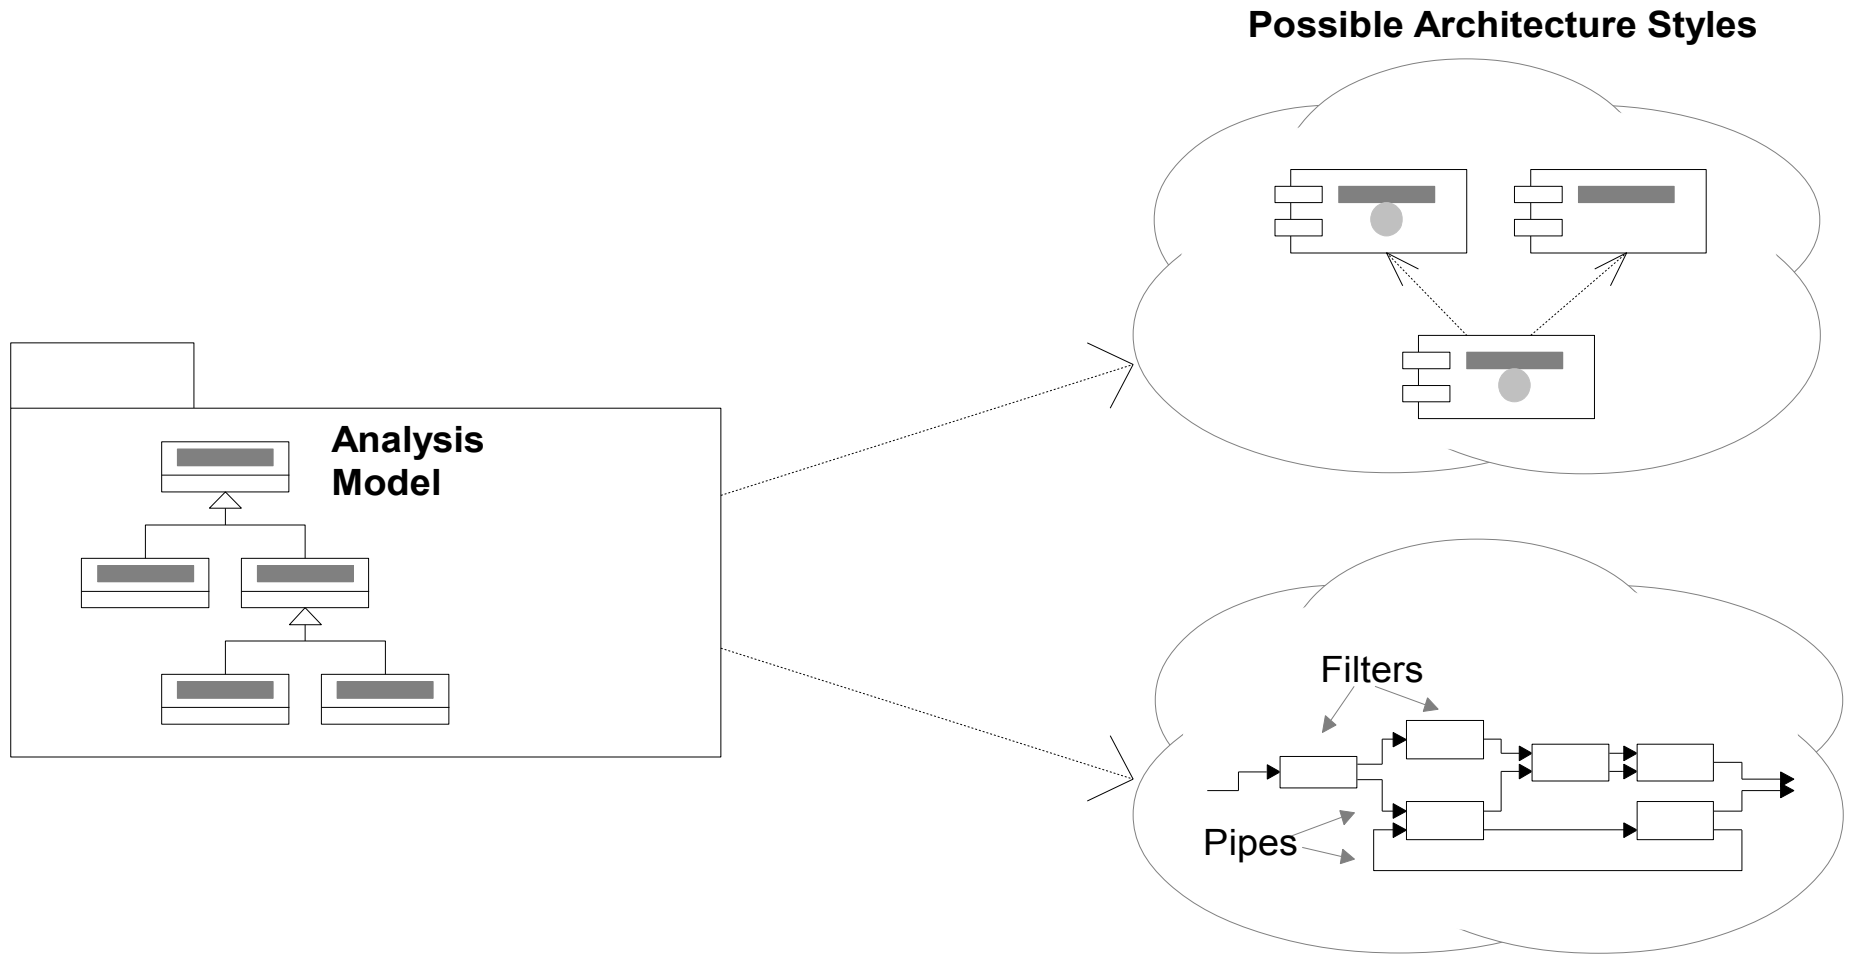 Possible Architecture Styles
Analysis
Model
Filters
Pipes